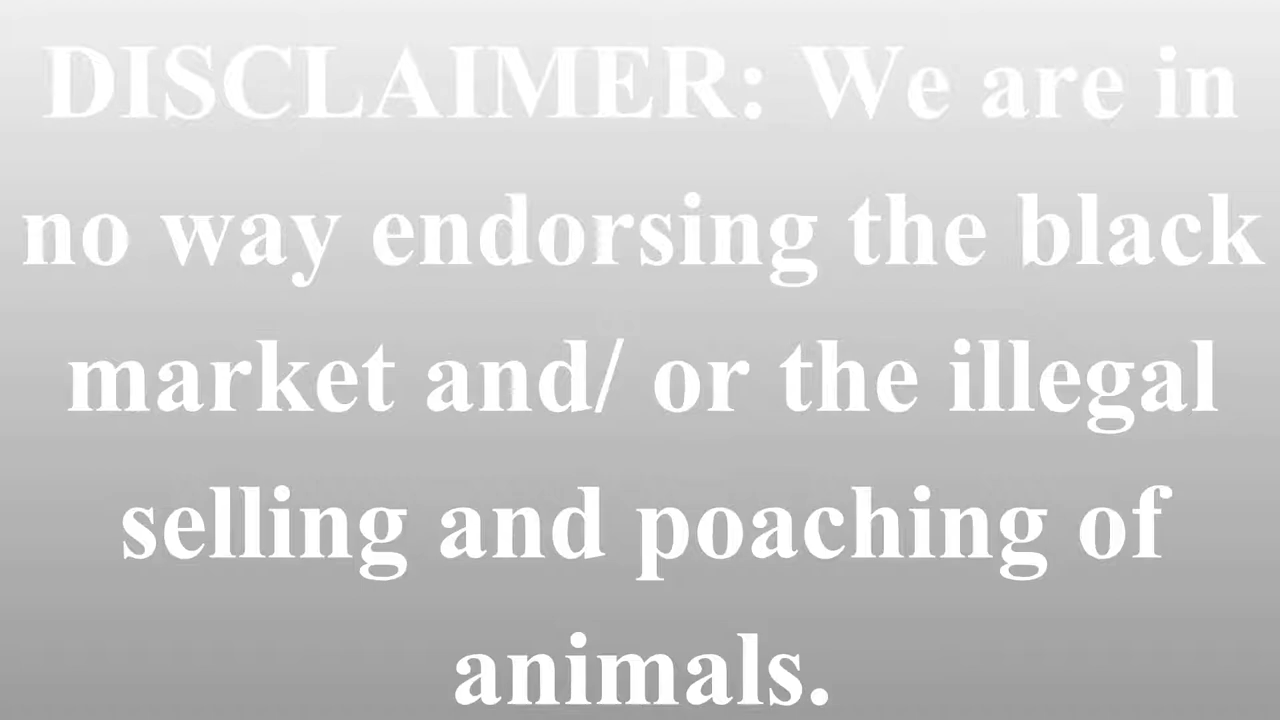 DISCLAIMER: We are in
no way endorsing the black
market and/ or the illegal
selling and poaching of
animals.